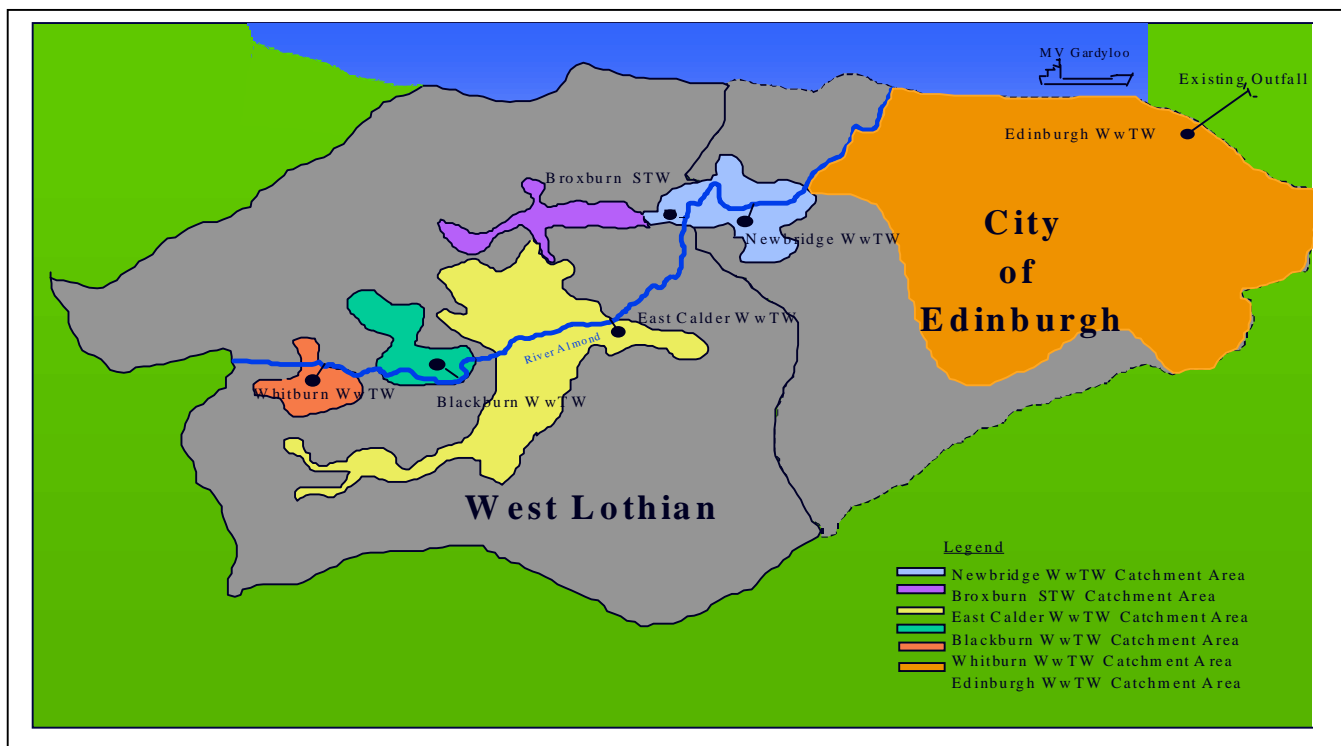 MV Gardyloo
Existing Outfall
Edinburgh WwTW
Broxburn STW
City
of
Edinburgh
Newbridge WwTW
East Calder WwTW
River Almond
Whitburn WwTW
Blackburn WwTW
West Lothian
Legend
Newbridge WwTW Catchment Area
Broxburn STW Catchment Area
East Calder WwTW Catchment Area
Blackburn WwTW Catchment Area
Whitburn WwTW Catchment Area
Edinburgh WwTW Catchment Area